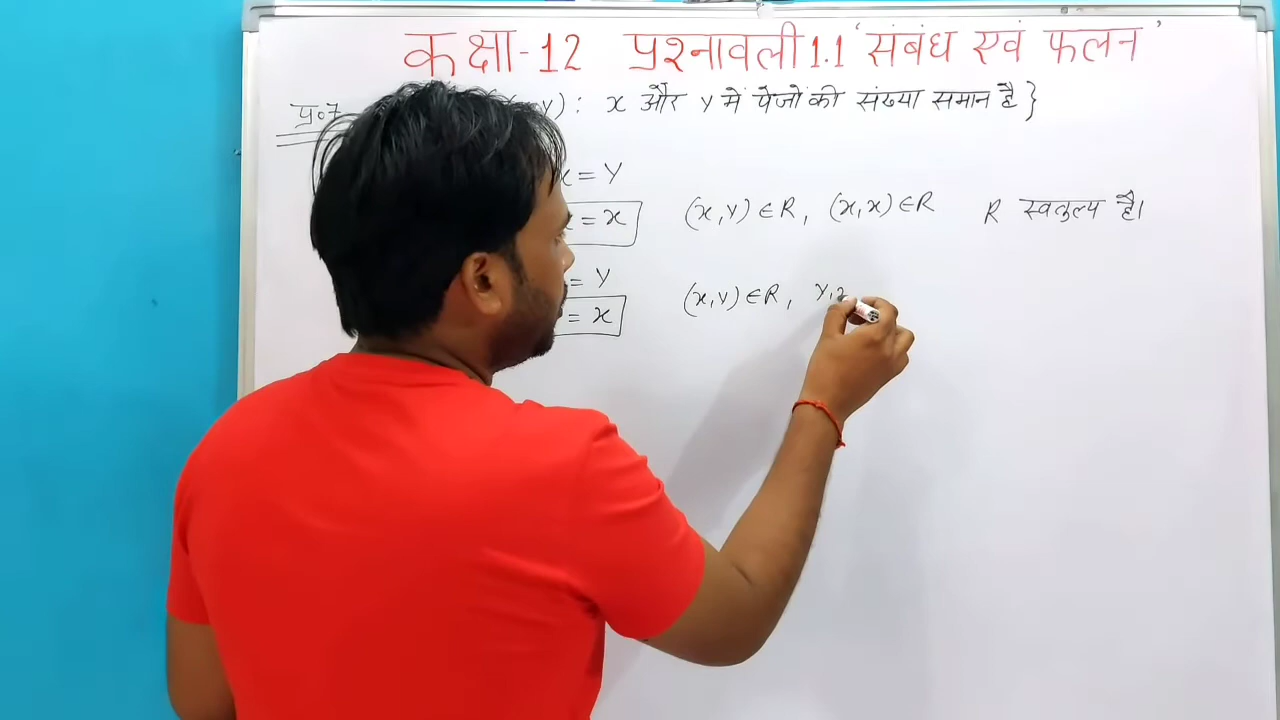 कक्षा-12 प्रश्नावली 1.1 'संबंध एवं फलन'
प्र०7 y): x और y में पेजों की संख्या समान है}
x = y
= x (x,y) ∈ R, (x,x) ∈ R R स्वतुल्य है।
= y
= x (x,y) ∈ R, y,x